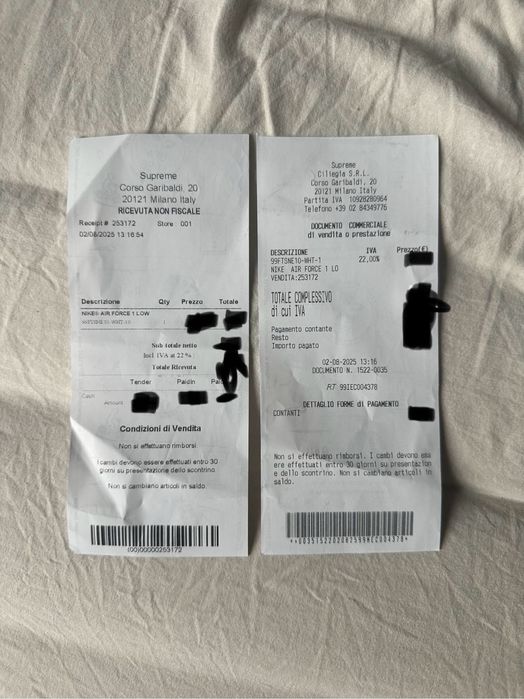 Supreme
Corso Garibaldi, 20
20121 Milano Italy
RICEVUTA NON FISCALE
Receipt # 253172 Store: 001
02/08/2025 13:16:54
Descrizione Qty Prezzo Totale
NIKE® AIR FORCE 1 LOW
1
Sub totale netto
Incl IVA at 22%
Totale Ricevuta
Tender PaidIn
Cash
Amount
Condizioni di Vendita
Non si effettuano rimborsi
I cambi devono essere effettuati entro 30
giorni su presentazione dello scontrino.
Non si cambiano articoli in saldo.
(00)00000253172
Supreme
Ciliegia S.R.L.
Corso Garibaldi, 20
20121 Milano Italy
Partita IVA 10928280964
Telefono +39 02 84349776
DOCUMENTO COMMERCIALE
di vendita o prestazione
DESCRIZIONE IVA Prezzo(€)
99FTSNE10-WHT-1 22,00%
NIKE AIR FORCE 1 LO
VENDITA:253172
TOTALE COMPLESSIVO
di cui IVA
Pagamento contante
Resto
Importo pagato
02-08-2025 13:16
DOCUMENTO N. 1522-0035
RT 99IEC004378
DETTAGLIO FORME di PAGAMENTO
CONTANTI
Non si effettuano rimborsi. I cambi devono ess
ere effettuati entro 30 giorni su presentazion
e dello scontrino. Non si cambiano articoli in
saldo.